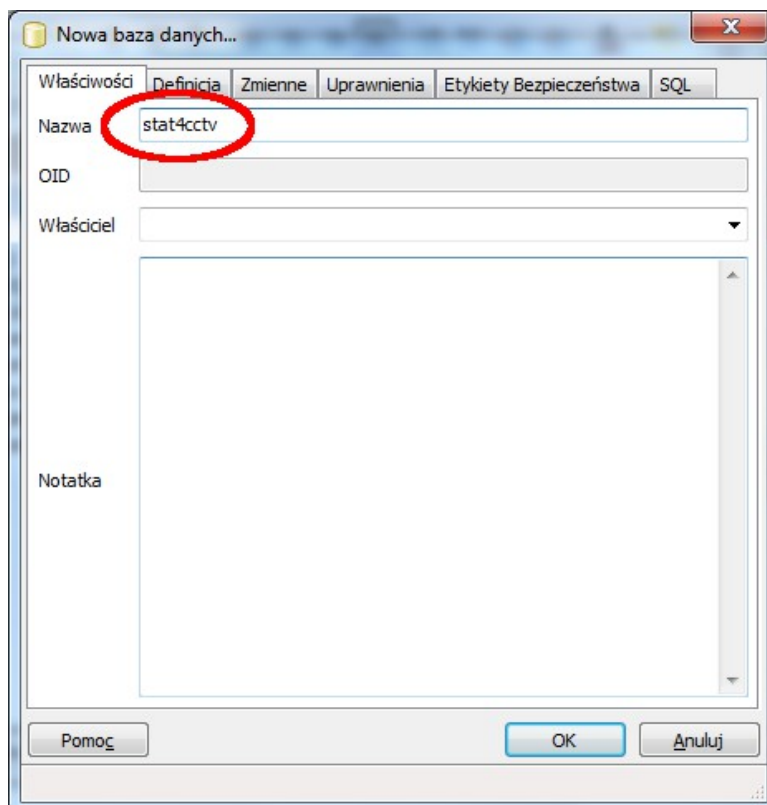 Nowa baza danych...
Właściwości Definicja Zmienne Uprawnienia Etykiety Bezpieczeństwa SQL
Nazwa stat4cctv
OID
Właściciel
Notatka
Pomoc OK Anuluj